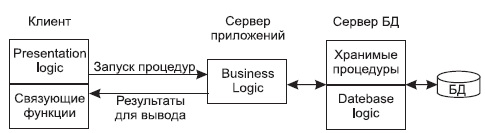 Клиент
Сервер
приложений
Сервер БД
Presentation
logic
Связующие
функции
Запуск процедур
Результаты
для вывода
Business
Logic
Хранимые
процедуры
Datebase
logic
БД